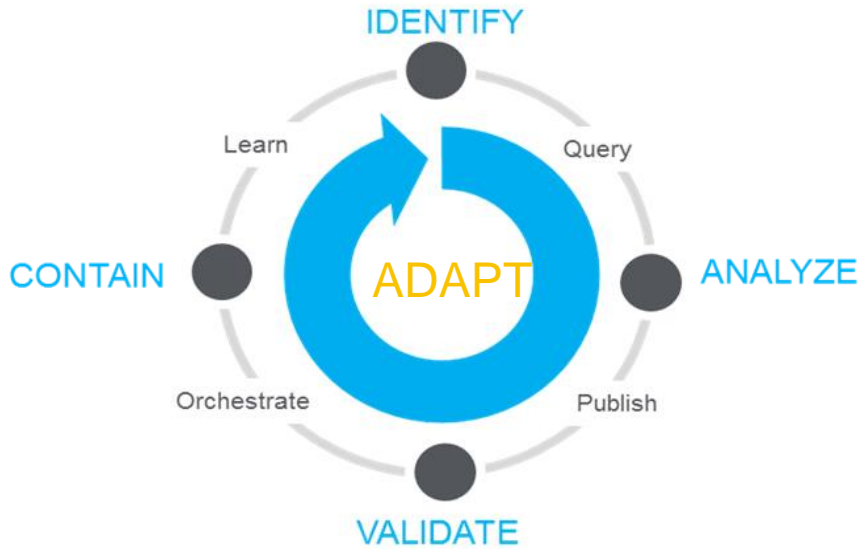 IDENTIFY
Learn
Query
CONTAIN
ADAPT
ANALYZE
Orchestrate
Publish
VALIDATE